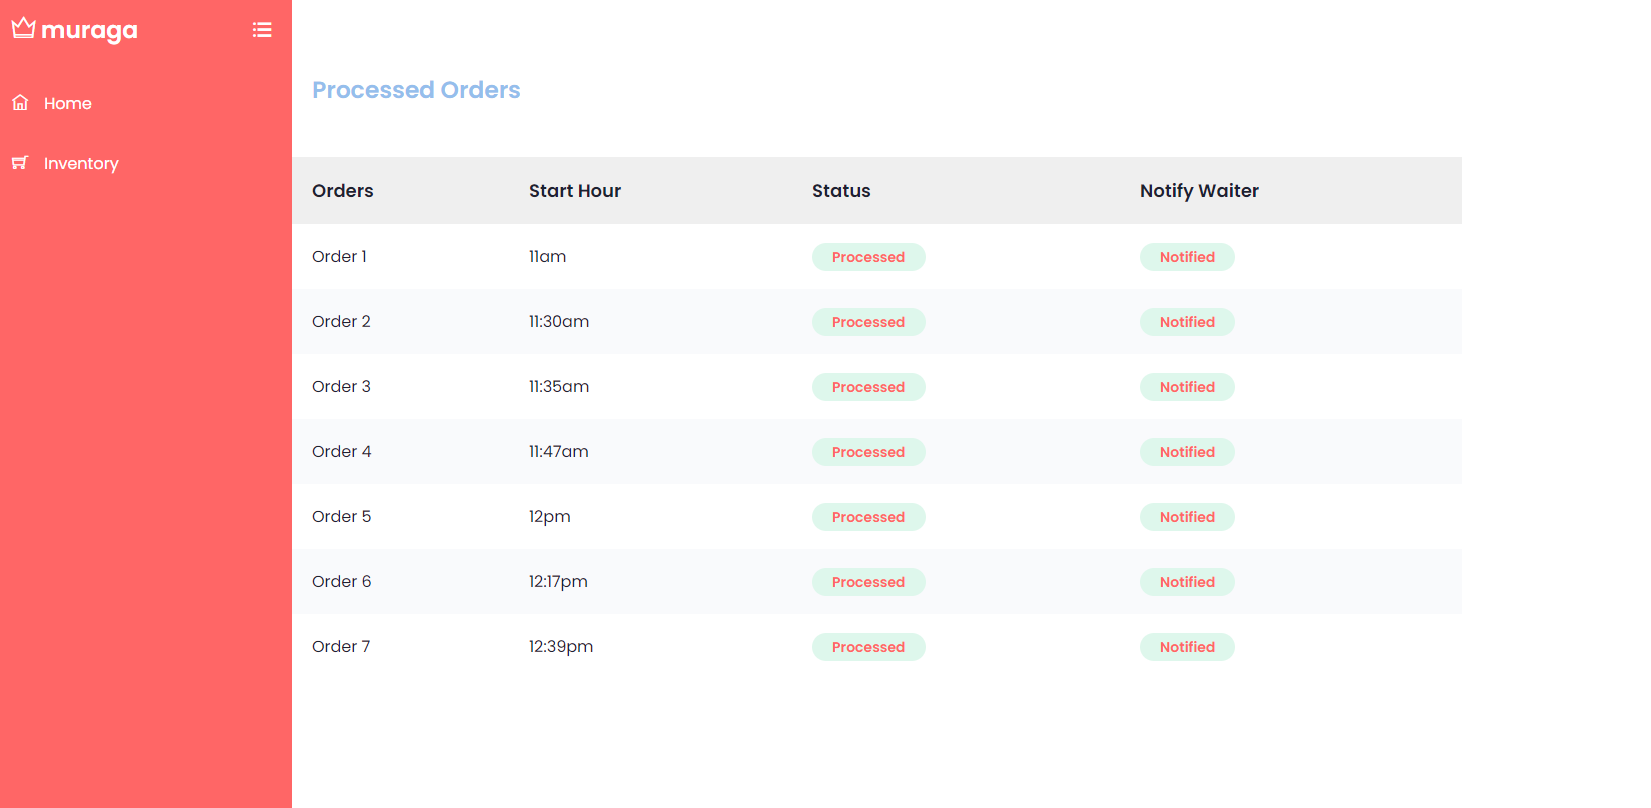 muraga
Home
Inventory
Processed Orders
Orders Start Hour Status Notify Waiter
Order 1 11am Processed Notified
Order 2 11:30am Processed Notified
Order 3 11:35am Processed Notified
Order 4 11:47am Processed Notified
Order 5 12pm Processed Notified
Order 6 12:17pm Processed Notified
Order 7 12:39pm Processed Notified